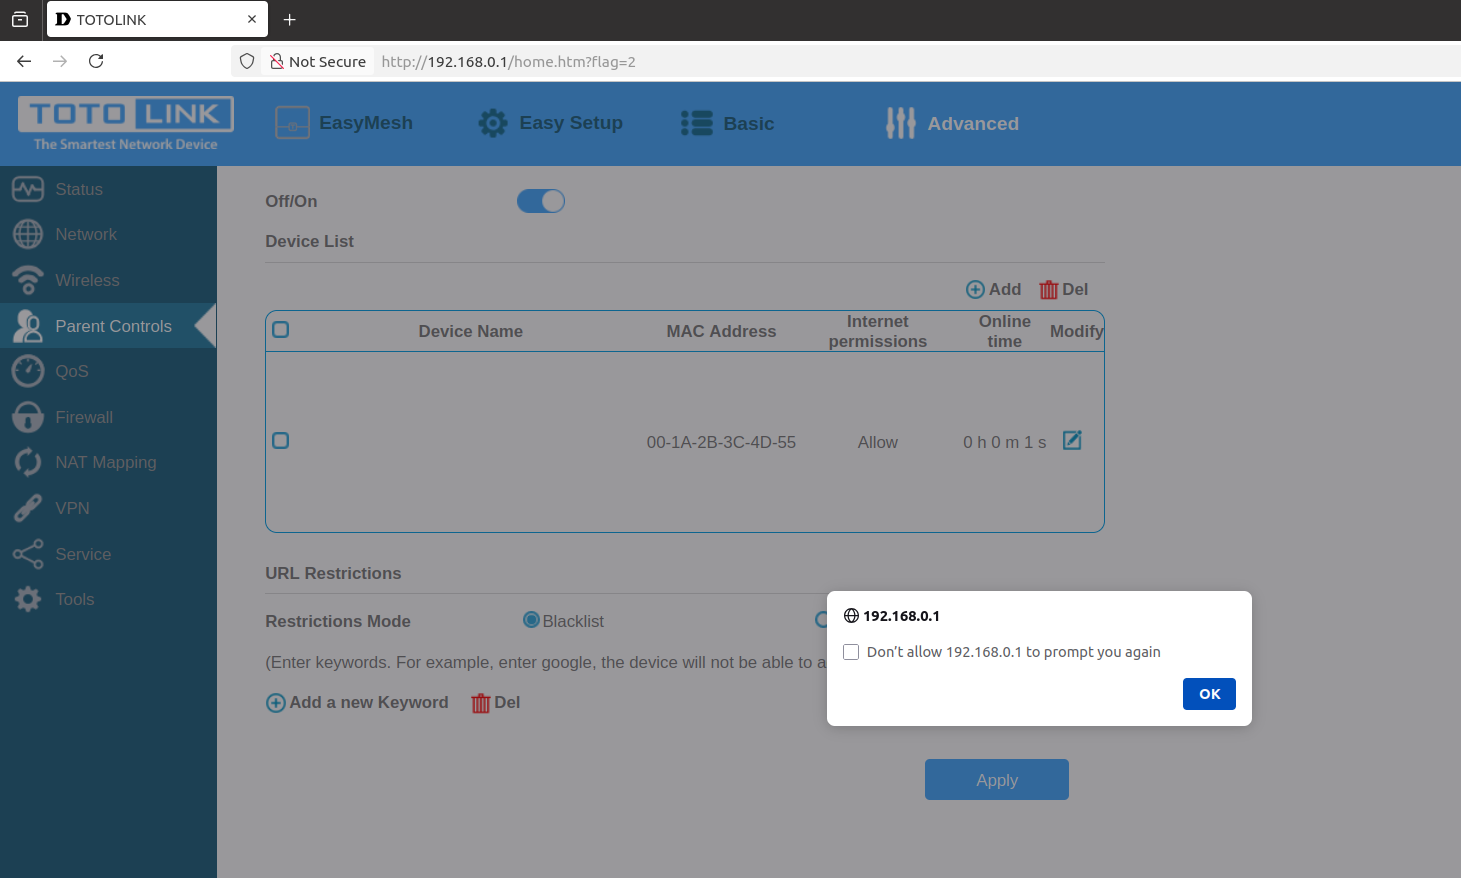 TOTOLINK
Not Secure http://192.168.0.1/home.htm?flag=2
TOTO LINK
The Smartest Network Device
EasyMesh Easy Setup Basic Advanced
Status
Network
Wireless
Parent Controls
QoS
Firewall
NAT Mapping
VPN
Service
Tools
Off/On
Device List
Add Del
Device Name MAC Address Internet permissions Online time Modify
00-1A-2B-3C-4D-55 Allow 0 h 0 m 1 s
URL Restrictions
Restrictions Mode Blacklist
(Enter keywords. For example, enter google, the device will not be able to a
Add a new Keyword Del
192.168.0.1
Don't allow 192.168.0.1 to prompt you again
OK
Apply